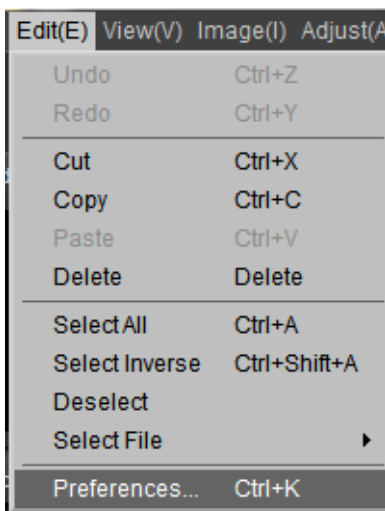 Edit(E) View(V) Image(I) Adjust(A
Undo Ctrl+Z
Redo Ctrl+Y
Cut Ctrl+X
Copy Ctrl+C
Paste Ctrl+V
Delete Delete
Select All Ctrl+A
Select Inverse Ctrl+Shift+A
Deselect
Select File
Preferences... Ctrl+K